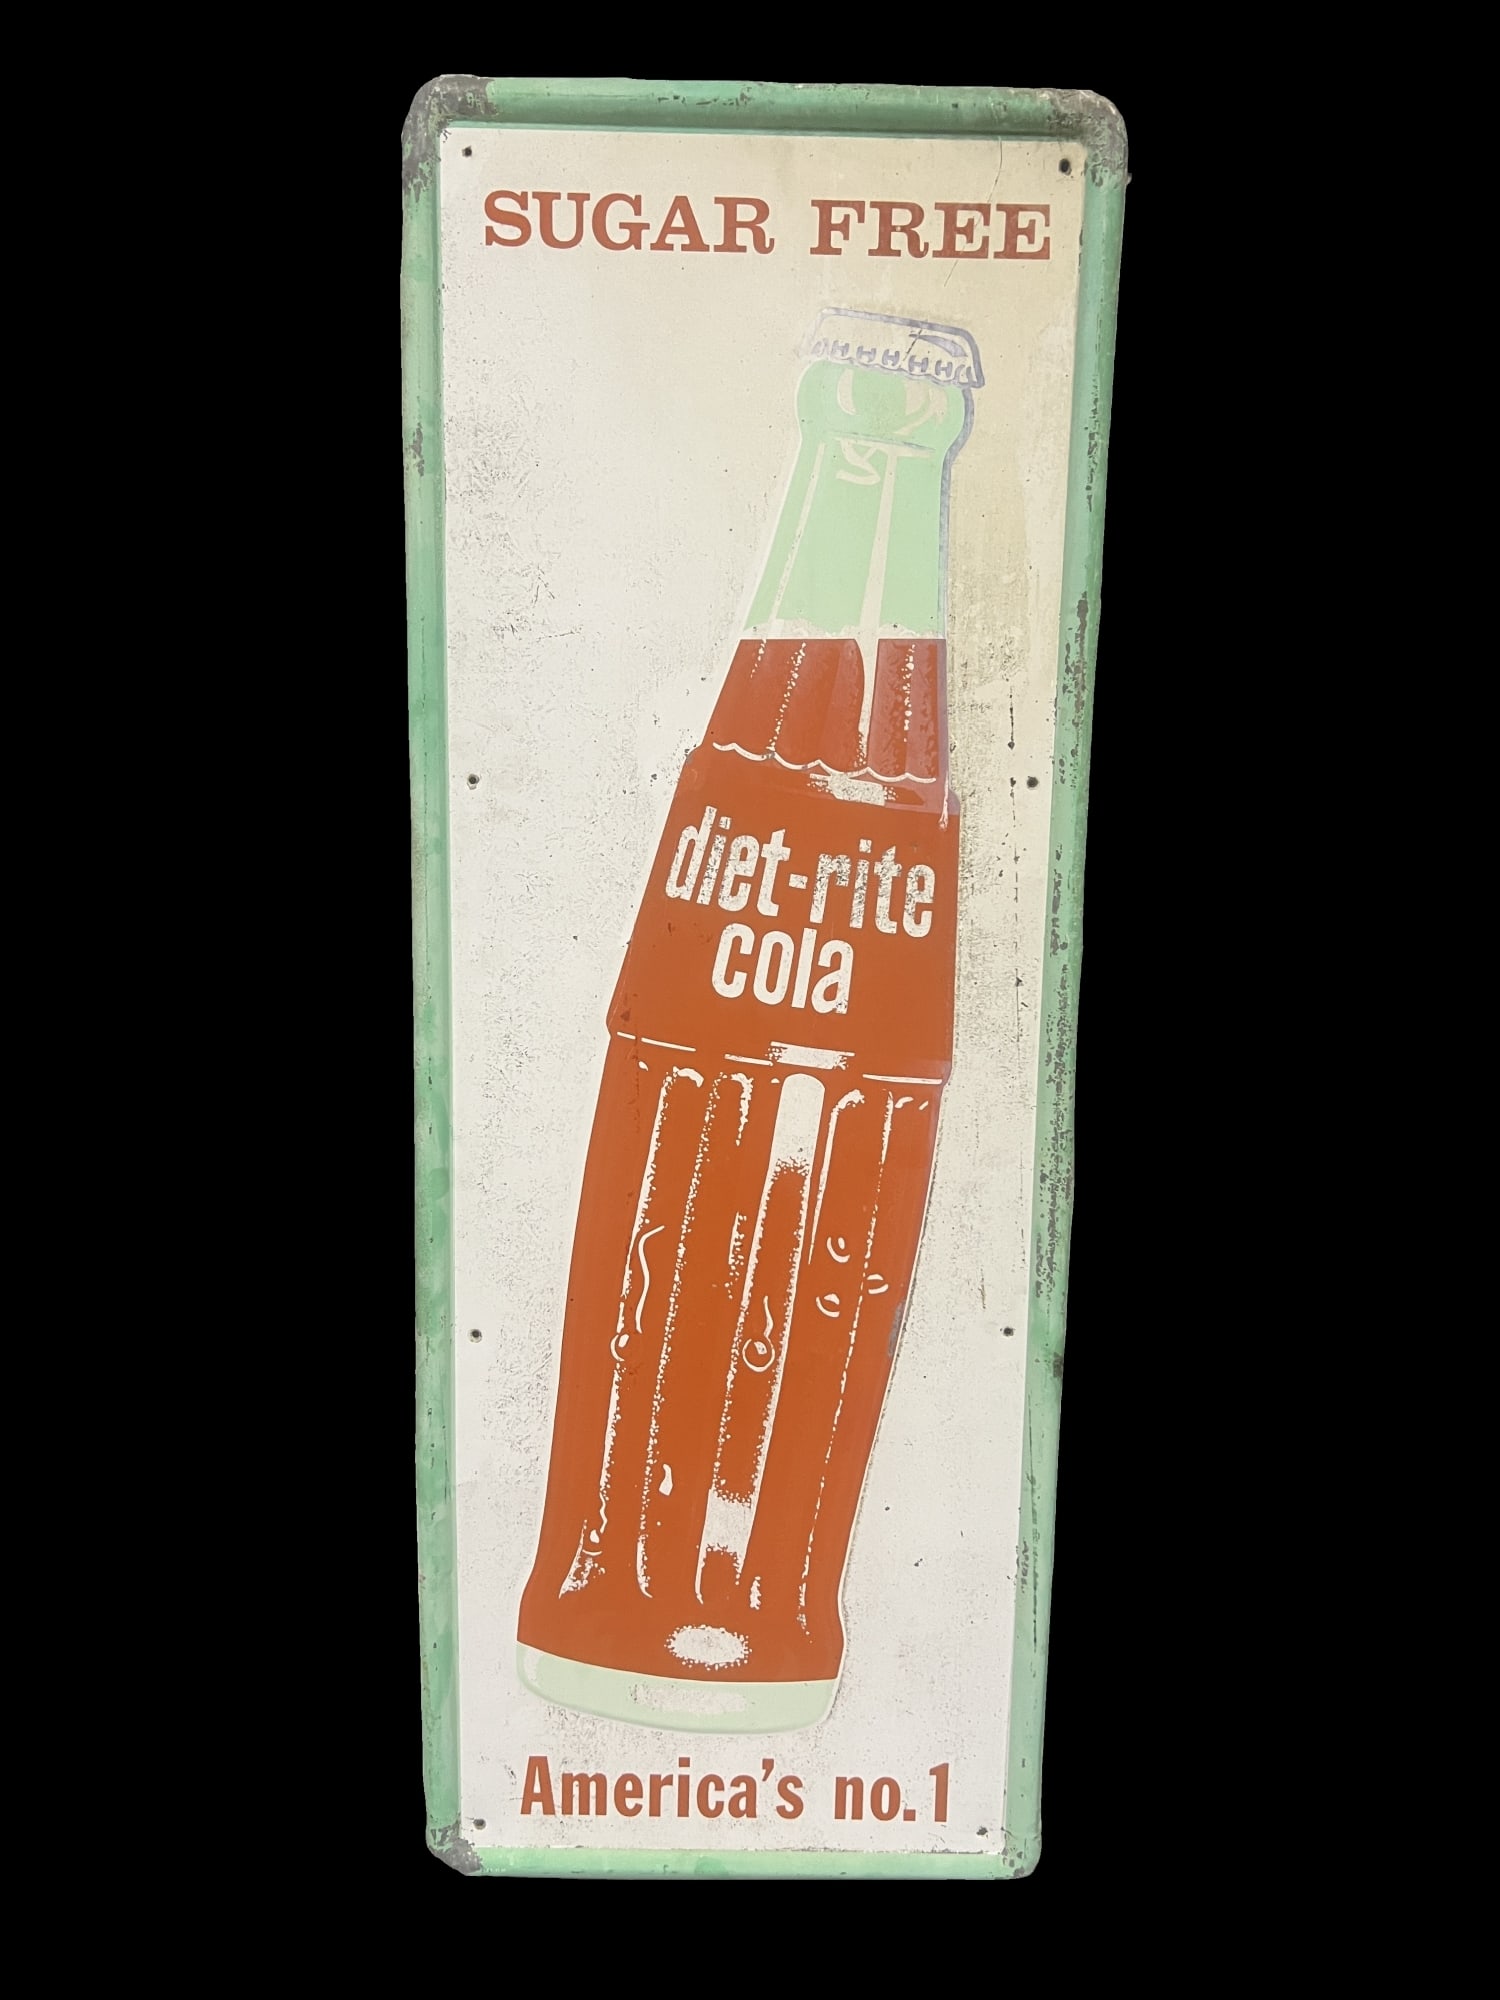 SUGAR FREE
diet-rite
cola
America's no.1